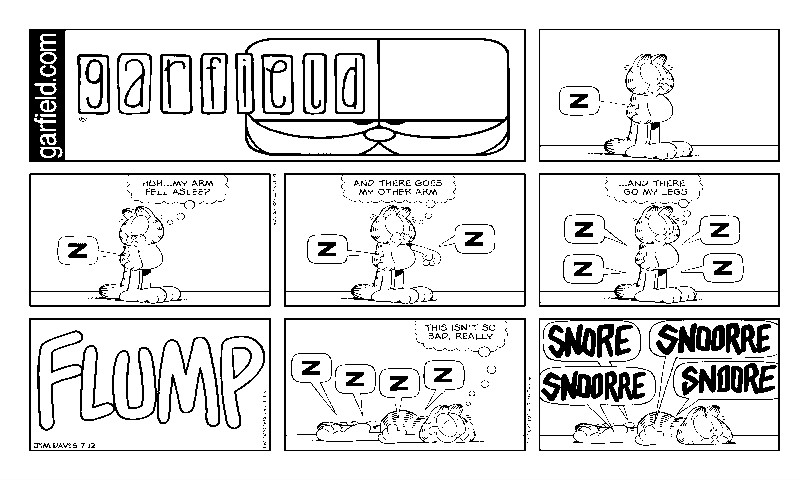 garfield.com
garfield
Z
HUH...MY ARM
FELL ASLEEP
Z
AND THERE GOES
MY OTHER ARM
Z
Z
...AND THERE
GO MY LEGS
Z
Z
Z
Z
FLUMP
JIM DAVIS 7-12
THIS ISN'T SO
BAD, REALLY
Z
Z
Z
Z
SNORE
SNOORRE
SNOORRE
SNOORE